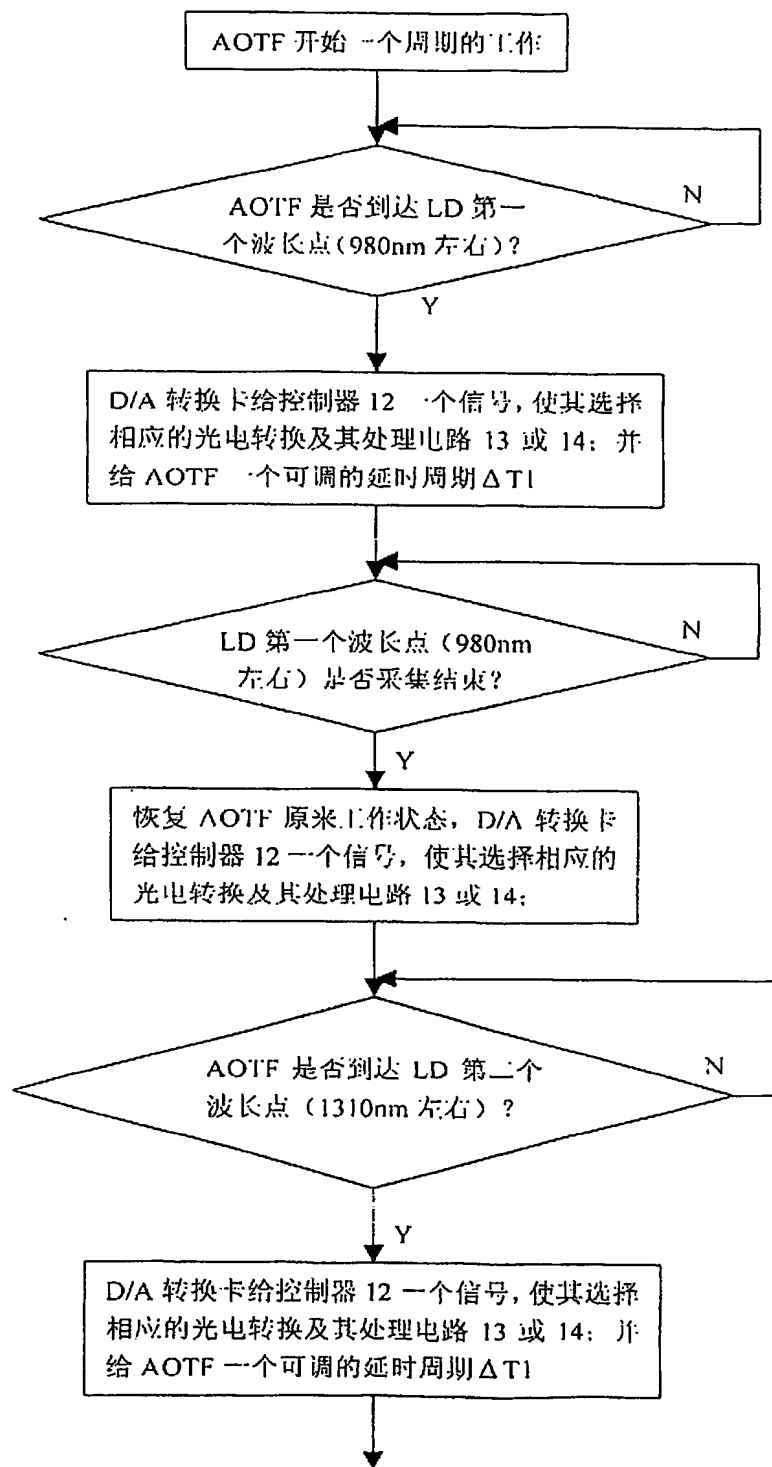 AOTF 开始一个周期的工作
AOTF 是否到达 LD 第一
个波长点(980nm 左右)?
N
Y
D/A 转换卡给控制器 12 一个信号,使其选择
相应的光电转换及其处理电路 13 或 14; 并
给 AOTF 一个可调的延时周期ΔT1
LD 第一个波长点(980nm
左右)是否采集结束?
N
Y
恢复 AOTF 原来工作状态, D/A 转换卡
给控制器 12 一个信号, 使其选择相应的
光电转换及其处理电路 13 或 14;
AOTF 是否到达 LD 第二个
波长点(1310nm 左右)?
N
Y
D/A 转换卡给控制器 12 一个信号,使其选择
相应的光电转换及其处理电路 13 或 14; 并
给 AOTF 一个可调的延时周期ΔT1